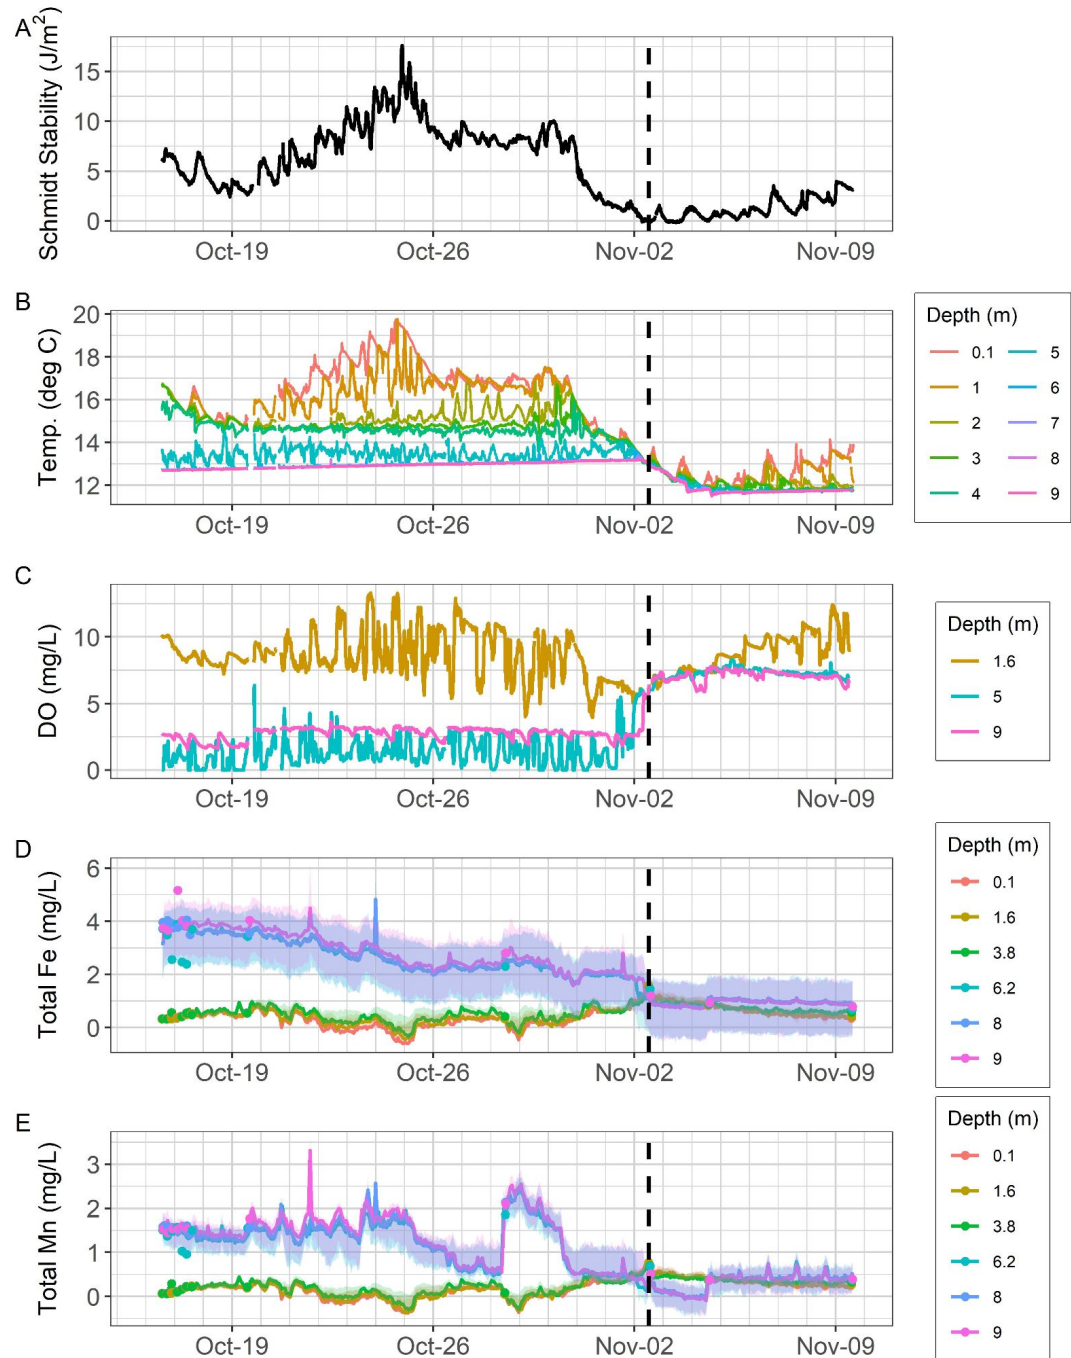 A
Schmidt Stability (J/m²)
15
10
5
0
Oct-19 Oct-26 Nov-02 Nov-09
B
Temp. (deg C)
20
18
16
14
12
Oct-19 Oct-26 Nov-02 Nov-09
Depth (m)
0.1 5
1 6
2 7
3 8
4 9
C
DO (mg/L)
10
5
0
Oct-19 Oct-26 Nov-02 Nov-09
Depth (m)
1.6
5
9
D
Total Fe (mg/L)
6
4
2
0
Oct-19 Oct-26 Nov-02 Nov-09
Depth (m)
0.1
1.6
3.8
6.2
8
9
E
Total Mn (mg/L)
3
2
1
0
Oct-19 Oct-26 Nov-02 Nov-09
Depth (m)
0.1
1.6
3.8
6.2
8
9